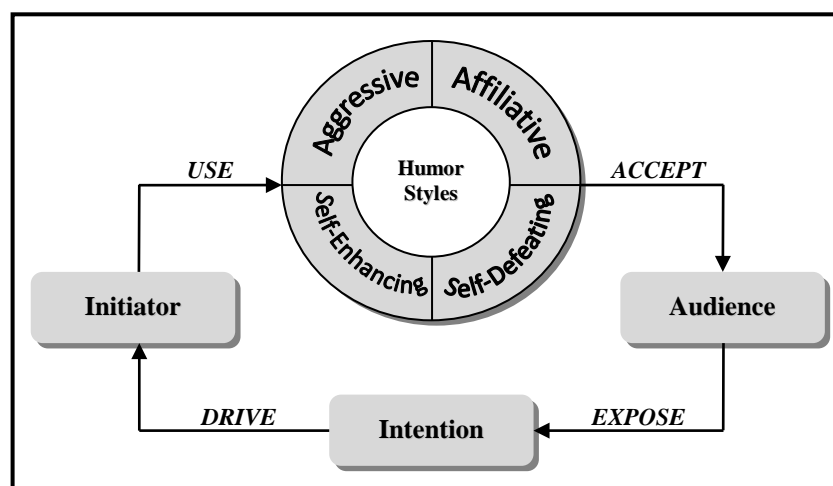 Aggressive
Affiliative
Self-Enhancing
Self-Defeating
Humor
Styles
USE
ACCEPT
Initiator
Audience
DRIVE
Intention
EXPOSE